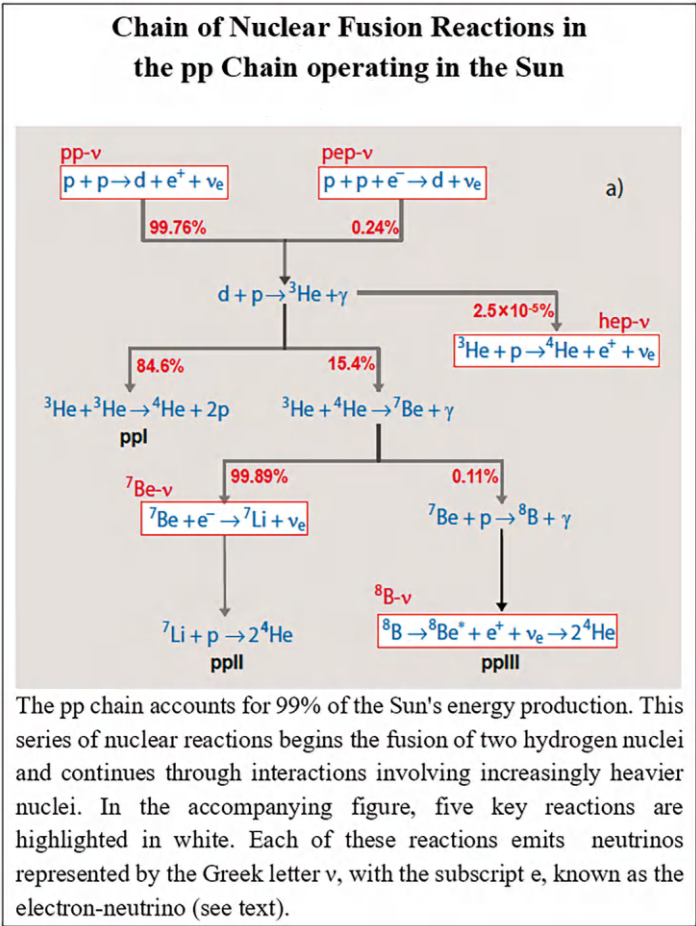 Chain of Nuclear Fusion Reactions in
the pp Chain operating in the Sun
pp-ν
pep-ν
p + p → d + e⁺ + νₑ
p + p + e⁻ → d + νₑ
a)
99.76%
0.24%
d + p → ³He + γ
2.5×10⁻⁵%
hep-ν
³He + p → ⁴He + e⁺ + νₑ
84.6%
15.4%
³He + ³He → ⁴He + 2p
³He + ⁴He → ⁷Be + γ
ppI
99.89%
0.11%
⁷Be-ν
⁷Be + e⁻ → ⁷Li + νₑ
⁷Be + p → ⁸B + γ
⁸B-ν
⁷Li + p → 2⁴He
⁸B → ⁸Be* + e⁺ + νₑ → 2⁴He
ppII
ppIII
The pp chain accounts for 99% of the Sun's energy production. This
series of nuclear reactions begins the fusion of two hydrogen nuclei
and continues through interactions involving increasingly heavier
nuclei. In the accompanying figure, five key reactions are
highlighted in white. Each of these reactions emits neutrinos
represented by the Greek letter ν, with the subscript e, known as the
electron-neutrino (see text).